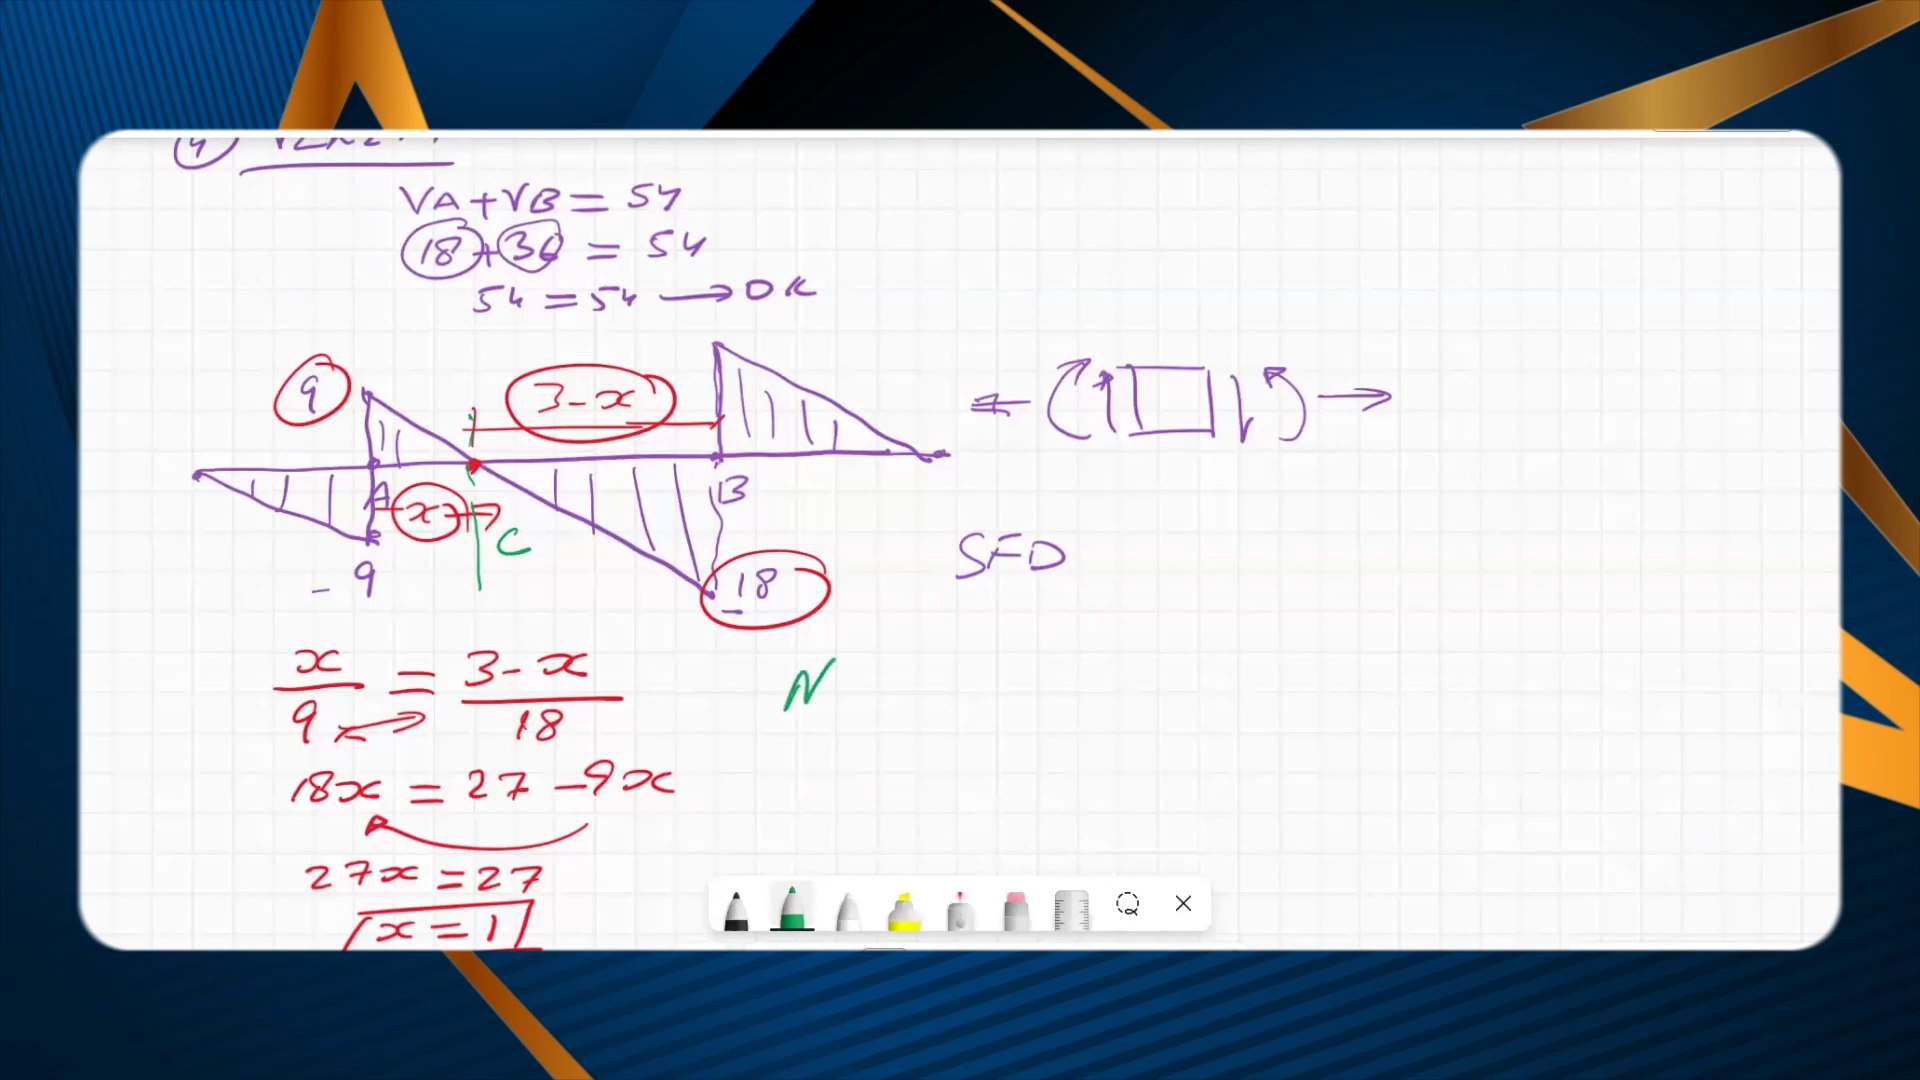 4
VA + VB = 54
18 + 36 = 54
54 = 54 → OK
9
3 - x
A
x
B
C
- 9
- 18
SFD
x/9 = 3 - x/18
N
18x = 27 - 9x
27x = 27
x = 1